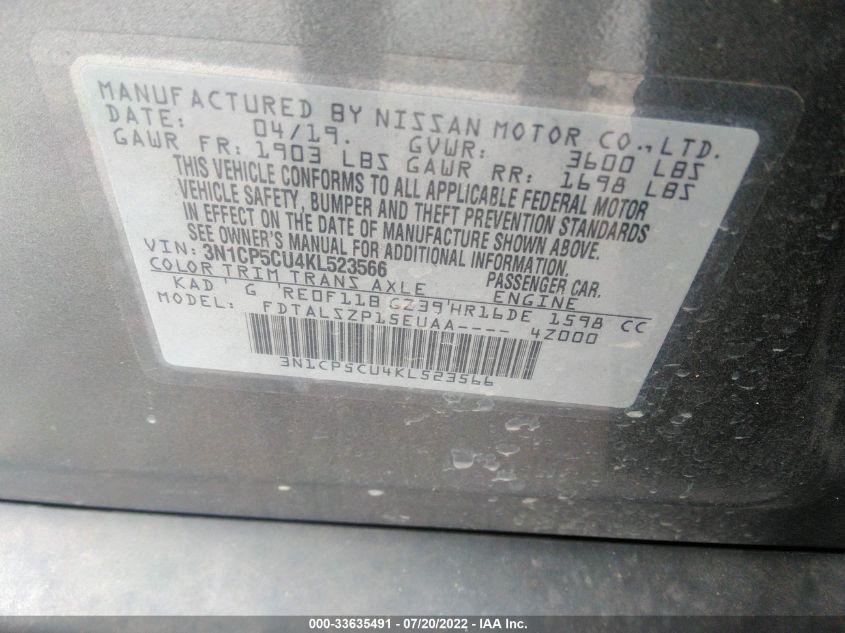 MANUFACTURED BY NISSAN MOTOR CO., LTD.
DATE: 04/19. GVWR: 3600 LBS
GAWR FR: 1903 LBS GAWR RR: 1698 LBS
THIS VEHICLE CONFORMS TO ALL APPLICABLE FEDERAL MOTOR
VEHICLE SAFETY, BUMPER AND THEFT PREVENTION STANDARDS
IN EFFECT ON THE DATE OF MANUFACTURE SHOWN ABOVE.
SEE OWNER'S MANUAL FOR ADDITIONAL INFORMATION.
VIN: 3N1CP5CU4KL523566 PASSENGER CAR.
COLOR TRIM TRANS AXLE ENGINE
KAD ' G 'RE0F11B GZ39'HR16DE 1598 CC
MODEL: FDTALSZP15EUAA---- 4Z000
3N1CP5CU4KL523566
000-33635491 - 07/20/2022 - IAA Inc.